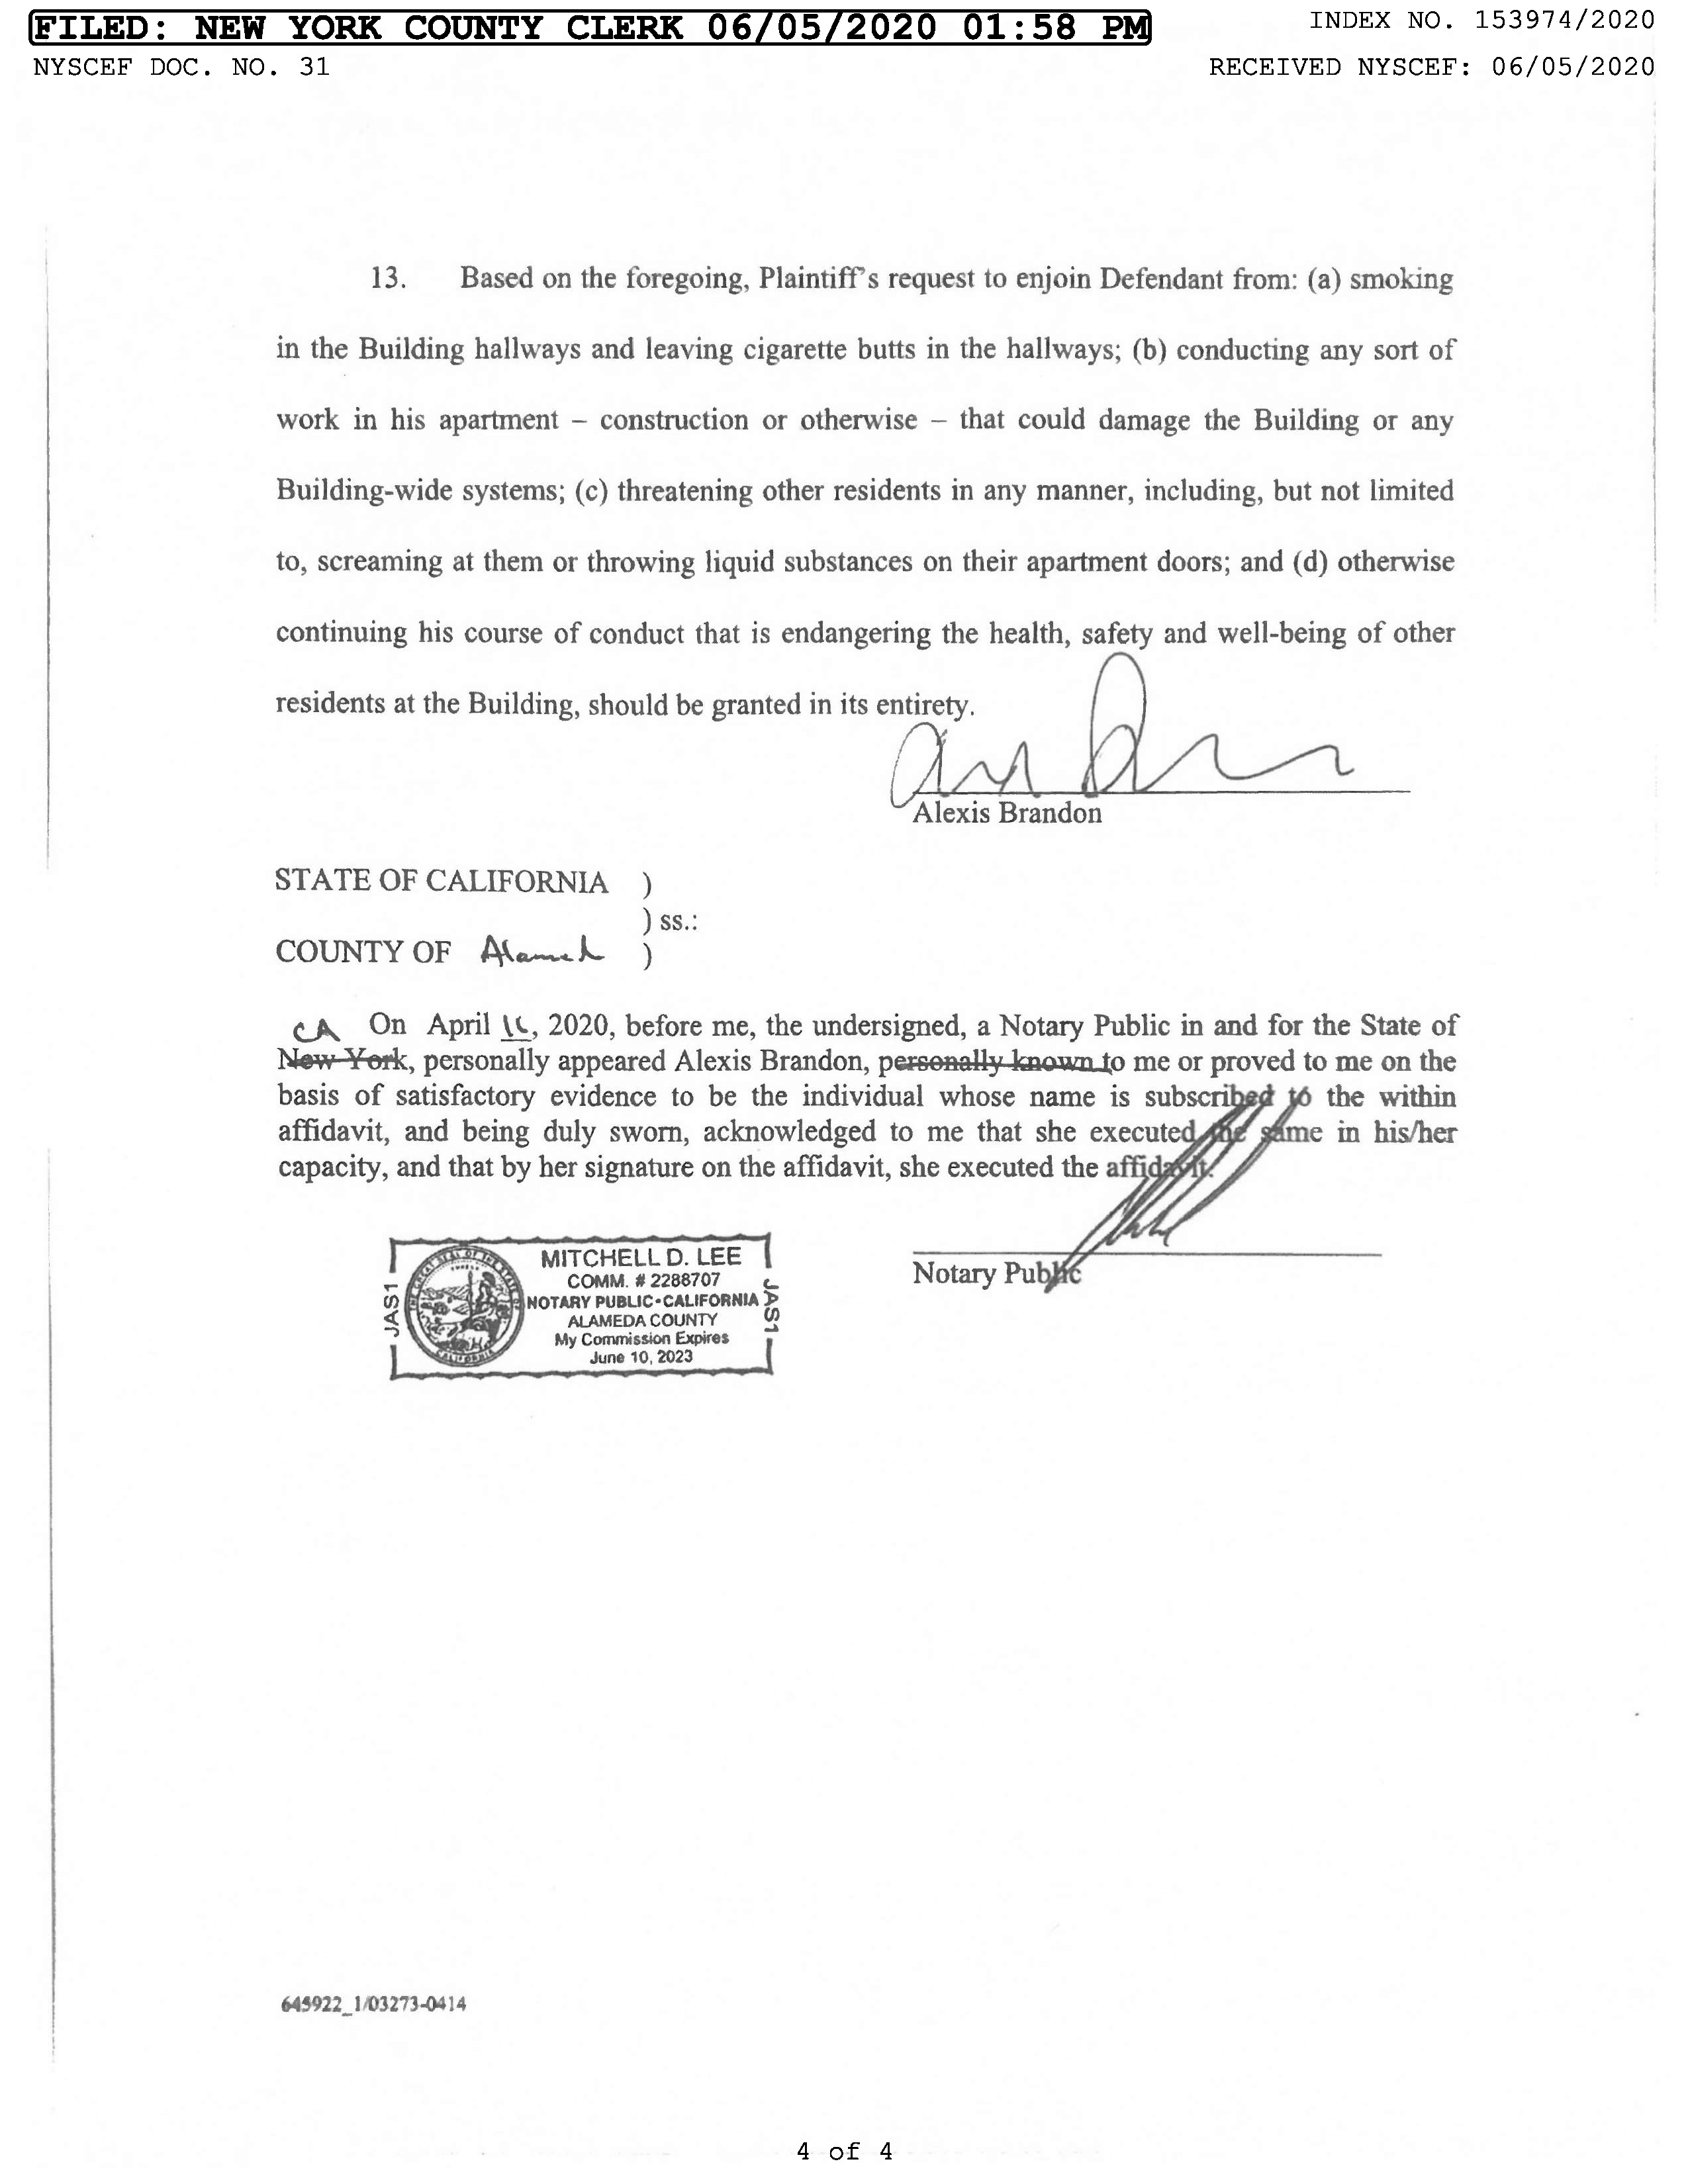 FILED: NEW YORK COUNTY CLERK 06/05/2020 01:58 PM
INDEX NO. 153974/2020
NYSCEF DOC. NO. 31
RECEIVED NYSCEF: 06/05/2020
13. Based on the foregoing, Plaintiff's request to enjoin Defendant from: (a) smoking
in the Building hallways and leaving cigarette butts in the hallways; (b) conducting any sort of
work in his apartment – construction or otherwise – that could damage the Building or any
Building-wide systems; (c) threatening other residents in any manner, including, but not limited
to, screaming at them or throwing liquid substances on their apartment doors; and (d) otherwise
continuing his course of conduct that is endangering the health, safety and well-being of other
residents at the Building, should be granted in its entirety.
Alexis Brandon
STATE OF CALIFORNIA )
) ss.:
COUNTY OF Alameda )
CA On April , 2020, before me, the undersigned, a Notary Public in and for the State of
New York, personally appeared Alexis Brandon, personally known to me or proved to me on the
basis of satisfactory evidence to be the individual whose name is subscribed to the within
affidavit, and being duly sworn, acknowledged to me that she executed the same in his/her
capacity, and that by her signature on the affidavit, she executed the affidavit.
Notary Public
MITCHELL D. LEE
COMM. # 2288707
NOTARY PUBLIC-CALIFORNIA
ALAMEDA COUNTY
My Commission Expires
June 10, 2023
JAS1
JAS1
645922_1/03273-0414
4 of 4